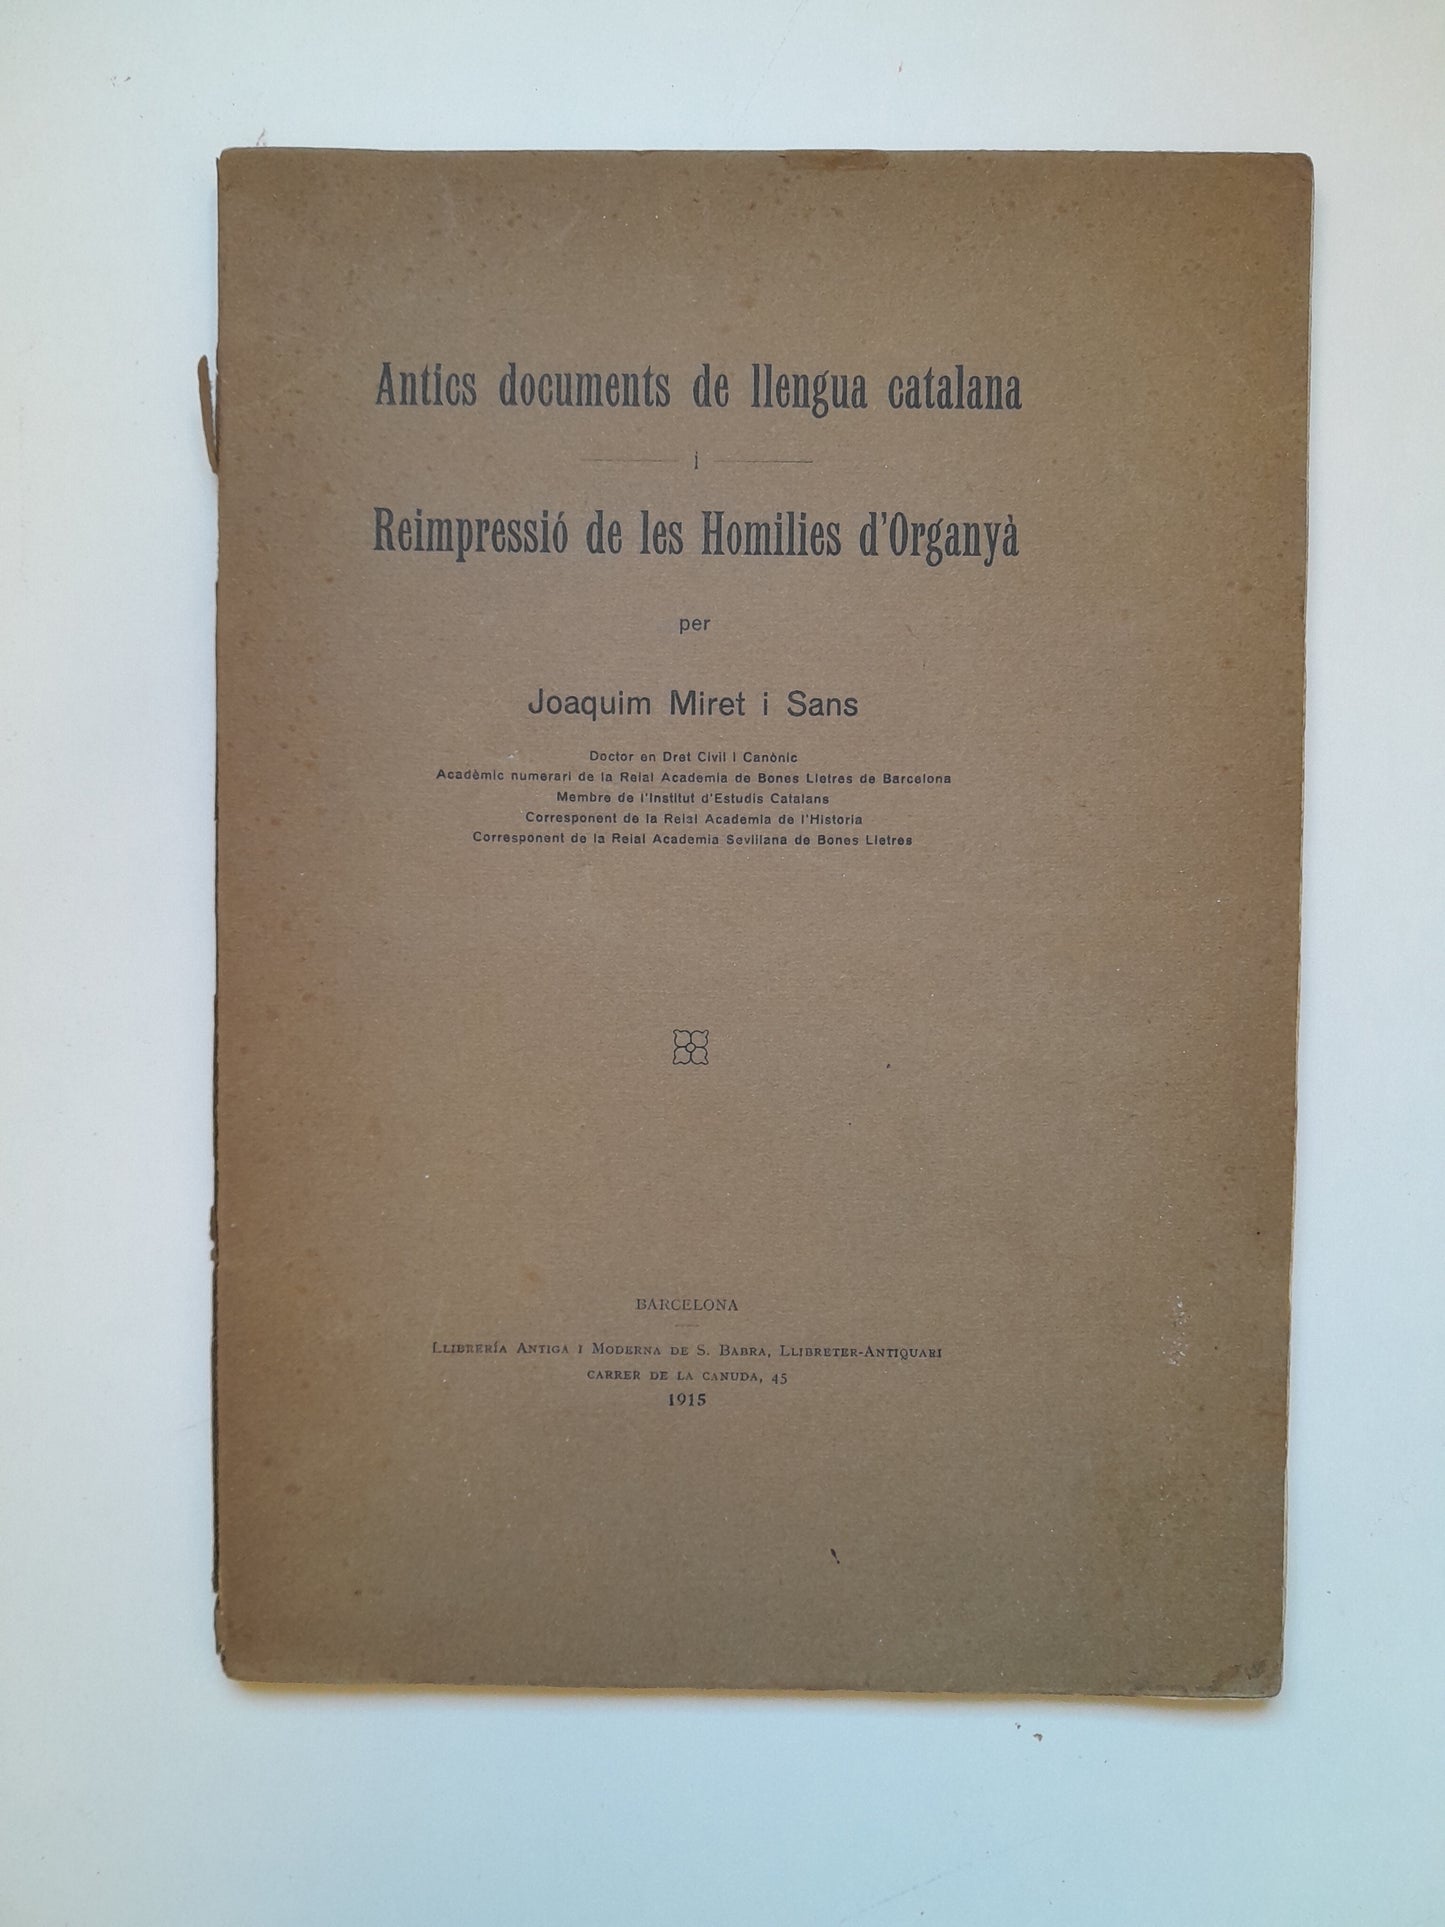 Antics documents de llengua catalana
i
Reimpressió de les Homilies d'Organyà
per
Joaquim Miret i Sans
Doctor en Dret Civil i Canònic
Acadèmic numerari de la Reial Academia de Bones Lletres de Barcelona
Membre de l'Institut d'Estudis Catalans
Corresponent de la Reial Academia de l'Historia
Corresponent de la Reial Academia Sevillana de Bones Lletres
BARCELONA
LLIBRERÍA ANTIGA I MODERNA DE S. BABRA, LLIBRETER-ANTIQUARI
CARRER DE LA CANUDA, 45
1915